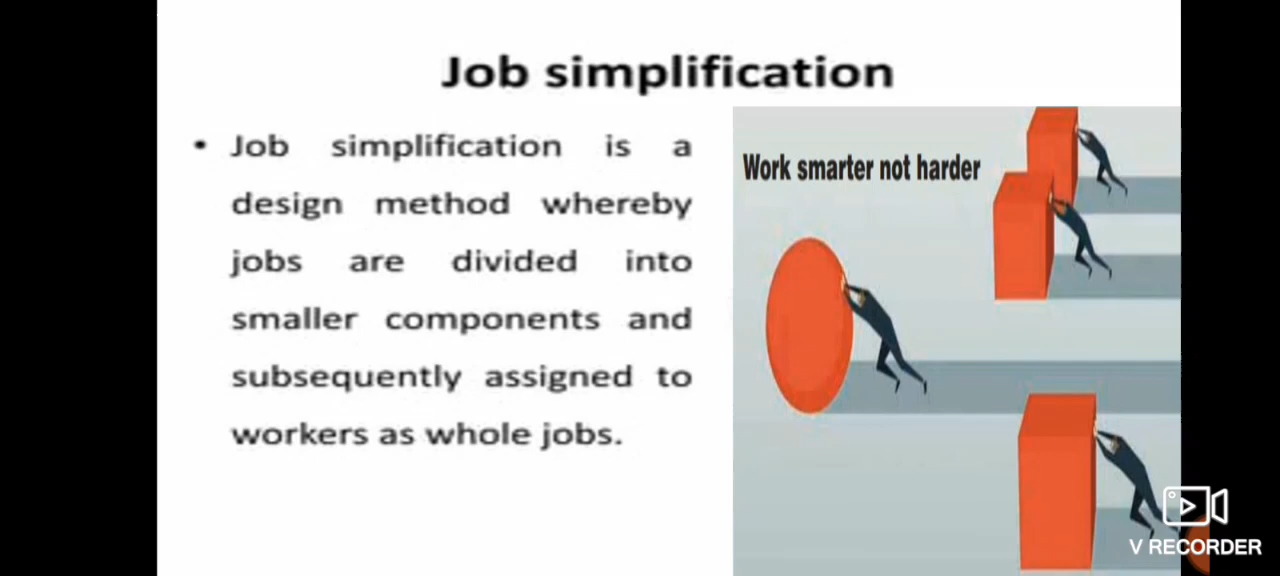 Job simplification
• Job simplification is a
design method whereby
jobs are divided into
smaller components and
subsequently assigned to
workers as whole jobs.
Work smarter not harder
V RECORDER